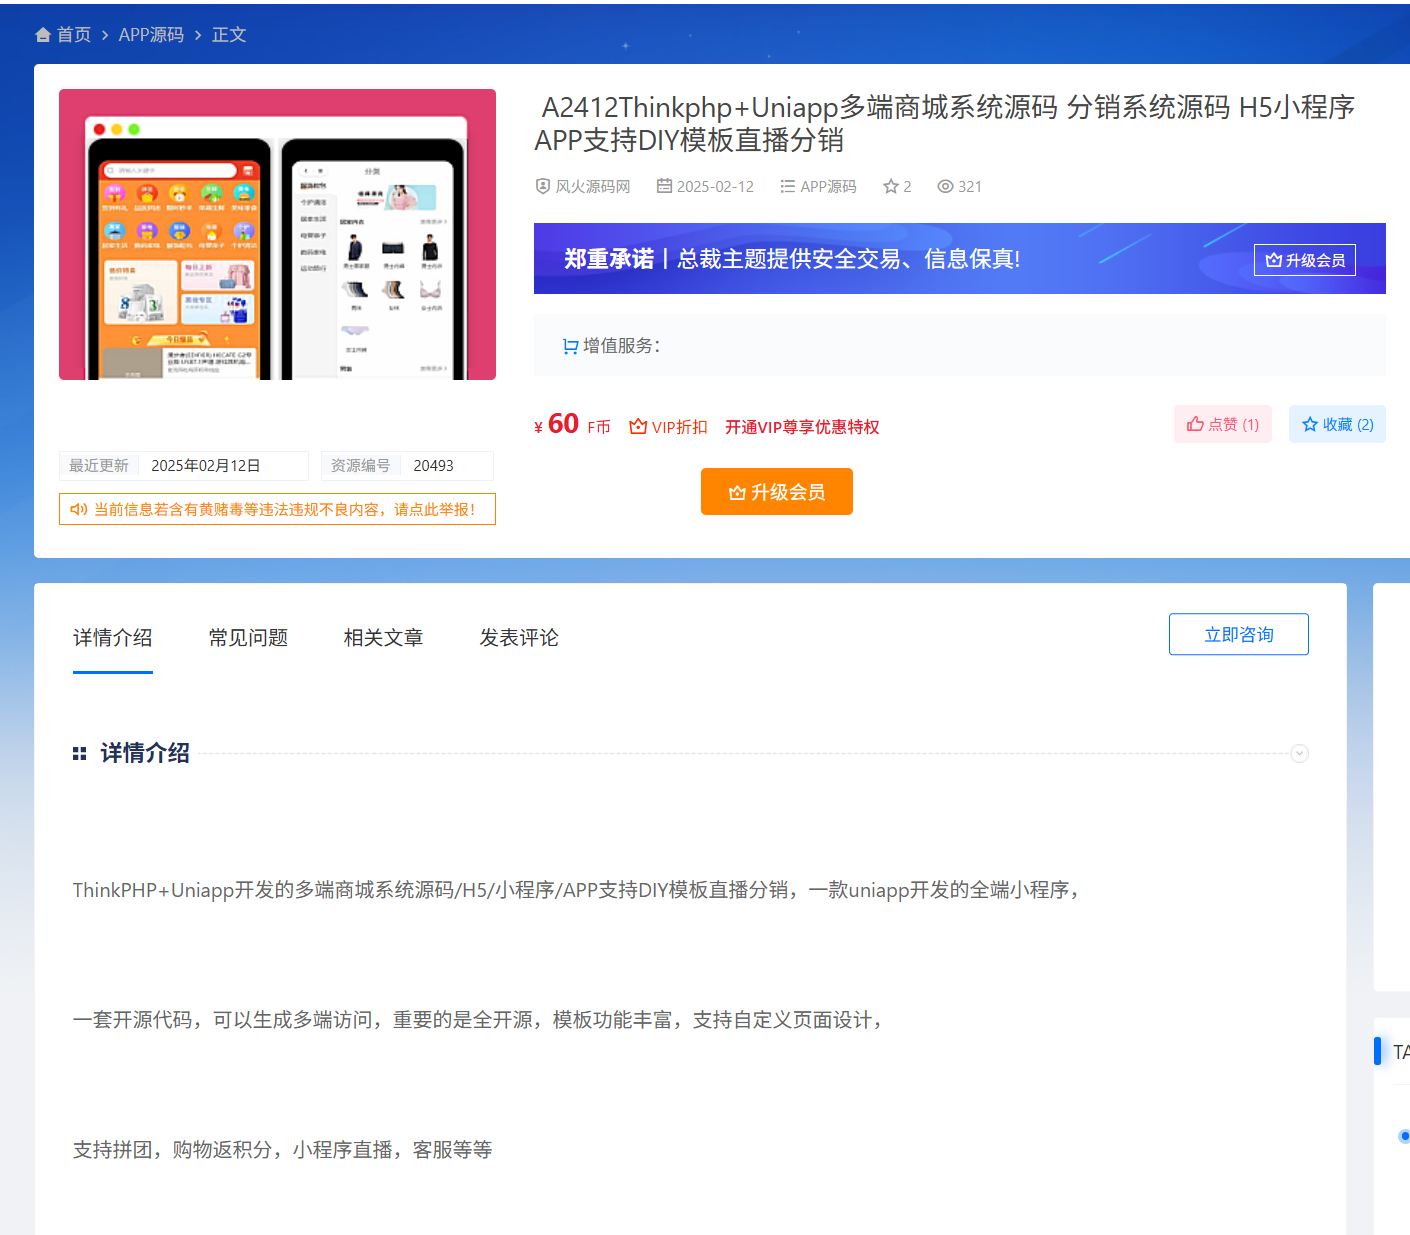 首页 > APP源码 > 正文
A2412Thinkphp+Uniapp多端商城系统源码 分销系统源码 H5小程序
APP支持DIY模板直播分销
风火源码网 2025-02-12 APP源码 2 321
郑重承诺丨总裁主题提供安全交易、信息保真!
升级会员
增值服务：
¥ 60 F币 VIP折扣 开通VIP尊享优惠特权
点赞 (1) 收藏 (2)
升级会员
分类
今日爆品
最近更新 2025年02月12日 资源编号 20493
当前信息若含有黄赌毒等违法违规不良内容，请点此举报！
详情介绍 常见问题 相关文章 发表评论
立即咨询
详情介绍
ThinkPHP+Uniapp开发的多端商城系统源码/H5/小程序/APP支持DIY模板直播分销，一款uniapp开发的全端小程序，
一套开源代码，可以生成多端访问，重要的是全开源，模板功能丰富，支持自定义页面设计，
支持拼团，购物返积分，小程序直播，客服等等
TA